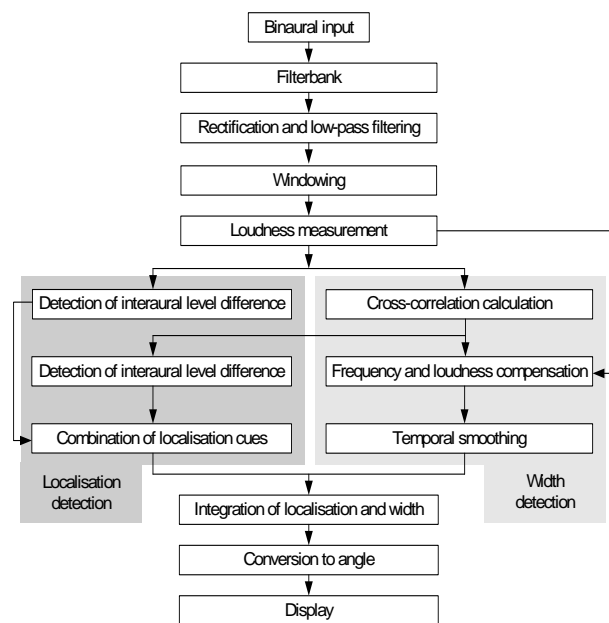 Binaural input
Filterbank
Rectification and low-pass filtering
Windowing
Loudness measurement
Detection of interaural level difference
Cross-correlation calculation
Detection of interaural level difference
Frequency and loudness compensation
Combination of localisation cues
Temporal smoothing
Localisation
detection
Width
detection
Integration of localisation and width
Conversion to angle
Display